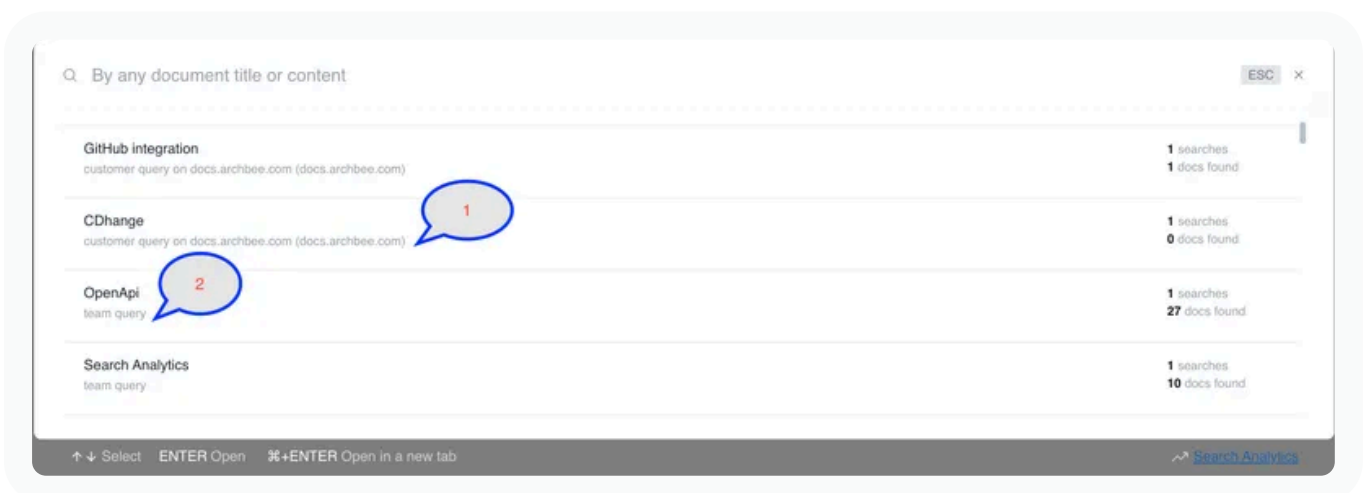 By any document title or content ESC ×
GitHub integration
customer query on docs.archbee.com (docs.archbee.com)
1 searches
1 docs found
1
CDhange
customer query on docs.archbee.com (docs.archbee.com)
1 searches
0 docs found
2
OpenApi
team query
1 searches
27 docs found
Search Analytics
team query
1 searches
10 docs found
↑↓ Select ENTER Open ⌘+ENTER Open in a new tab Search Analytics